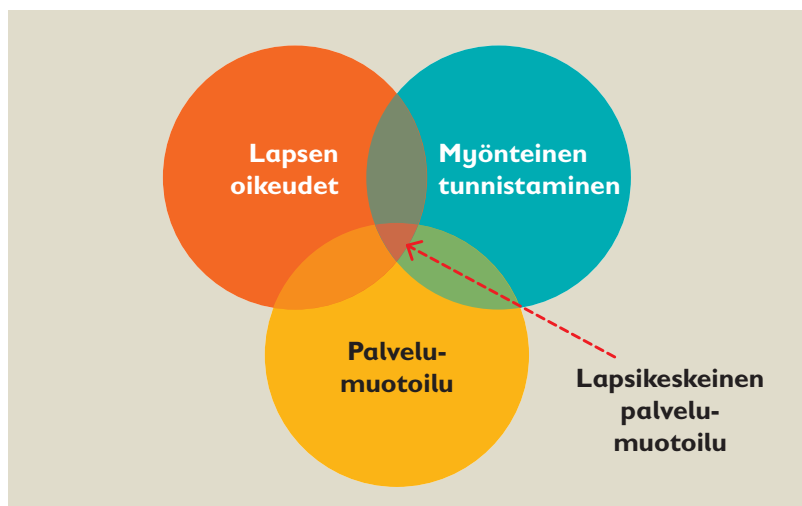 Lapsen
oikeudet
Myönteinen
tunnistaminen
Palvelu-
muotoilu
Lapsikeskeinen
palvelu-
muotoilu